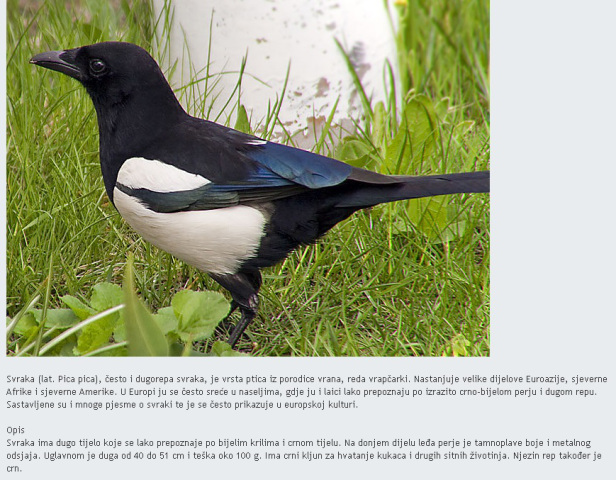 Svraka (lat. Pica pica), često i dugorepa svraka, je vrsta ptica iz porodice vrana, reda vrapčarki. Nastanjuje velike dijelove Euroazije, sjeverne
Afrike i sjeverne Amerike. U Europi ju se često sreće u naseljima, gdje ju i laici lako prepoznaju po izrazito crno-bijelom perju i dugom repu.
Sastavljene su i mnoge pjesme o svraki te je se često prikazuje u europskoj kulturi.
Opis
Svraka ima dugo tijelo koje se lako prepoznaje po bijelim krilima i crnom tijelu. Na donjem dijelu leđa perje je tamnoplave boje i metalnog
odsjaja. Uglavnom je duga od 40 do 51 cm i teška oko 100 g. Ima crni kljun za hvatanje kukaca i drugih sitnih životinja. Njezin rep također je
crn.